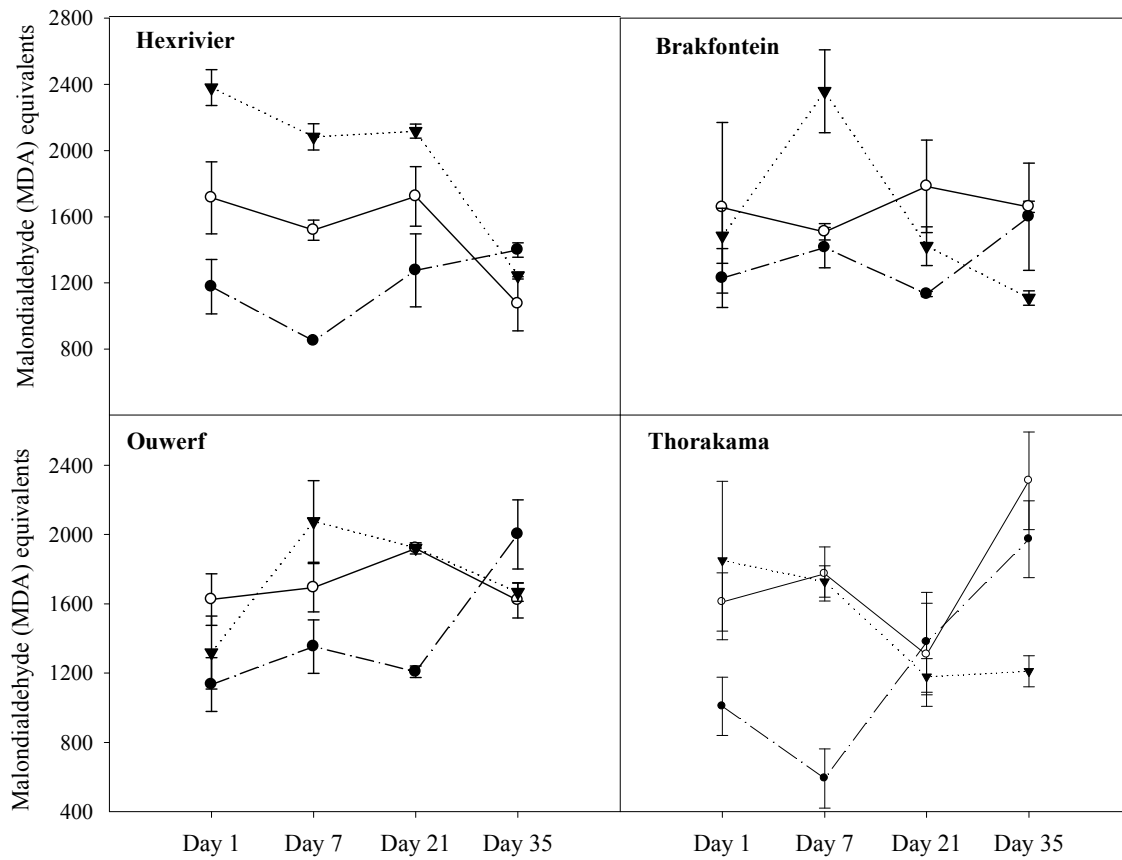 Malondialdehyde (MDA) equivalents
2800
2400
2000
1600
1200
800
Hexrivier
Brakfontein
Malondialdehyde (MDA) equivalents
2400
2000
1600
1200
800
400
Ouwerf
Thorakama
Day 1 Day 7 Day 21 Day 35 Day 1 Day 7 Day 21 Day 35